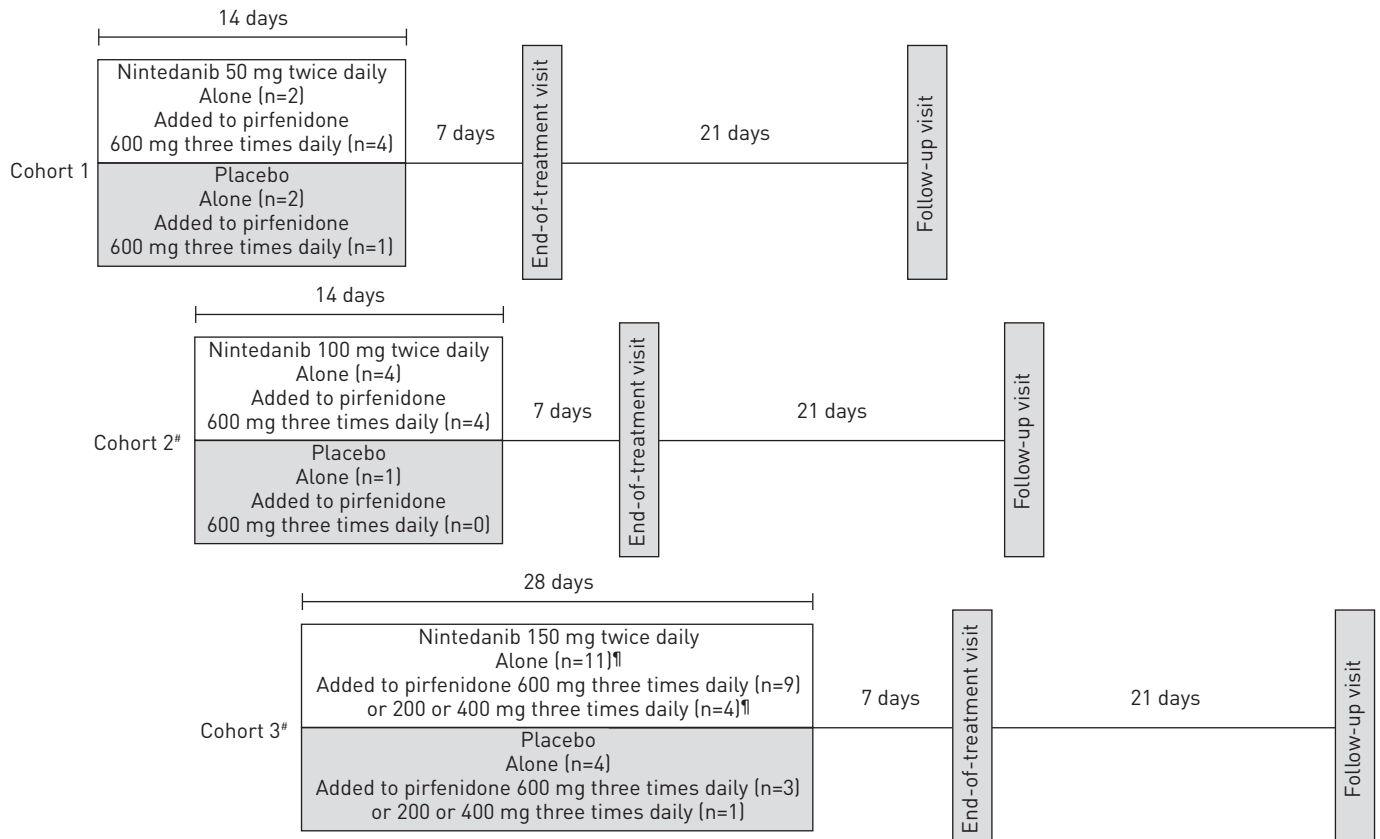 14 days
Nintedanib 50 mg twice daily
Alone (n=2)
Added to pirfenidone
600 mg three times daily (n=4)
Cohort 1
Placebo
Alone (n=2)
Added to pirfenidone
600 mg three times daily (n=1)
7 days
End-of-treatment visit
21 days
Follow-up visit
14 days
Nintedanib 100 mg twice daily
Alone (n=4)
Added to pirfenidone
600 mg three times daily (n=4)
Cohort 2#
Placebo
Alone (n=1)
Added to pirfenidone
600 mg three times daily (n=0)
7 days
End-of-treatment visit
21 days
Follow-up visit
28 days
Nintedanib 150 mg twice daily
Alone (n=11)¶
Added to pirfenidone 600 mg three times daily (n=9)
or 200 or 400 mg three times daily (n=4)¶
Cohort 3#
Placebo
Alone (n=4)
Added to pirfenidone 600 mg three times daily (n=3)
or 200 or 400 mg three times daily (n=1)
7 days
End-of-treatment visit
21 days
Follow-up visit